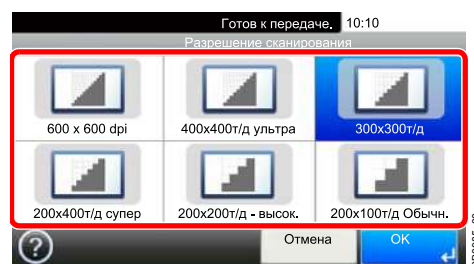 Готов к передаче. 10:10
Разрешение сканирования
600 x 600 dpi
400x400т/д ультра
300x300т/д
200x400т/д супер
200x200т/д - высок.
200x100т/д Обычн.
?
Отмена
OK